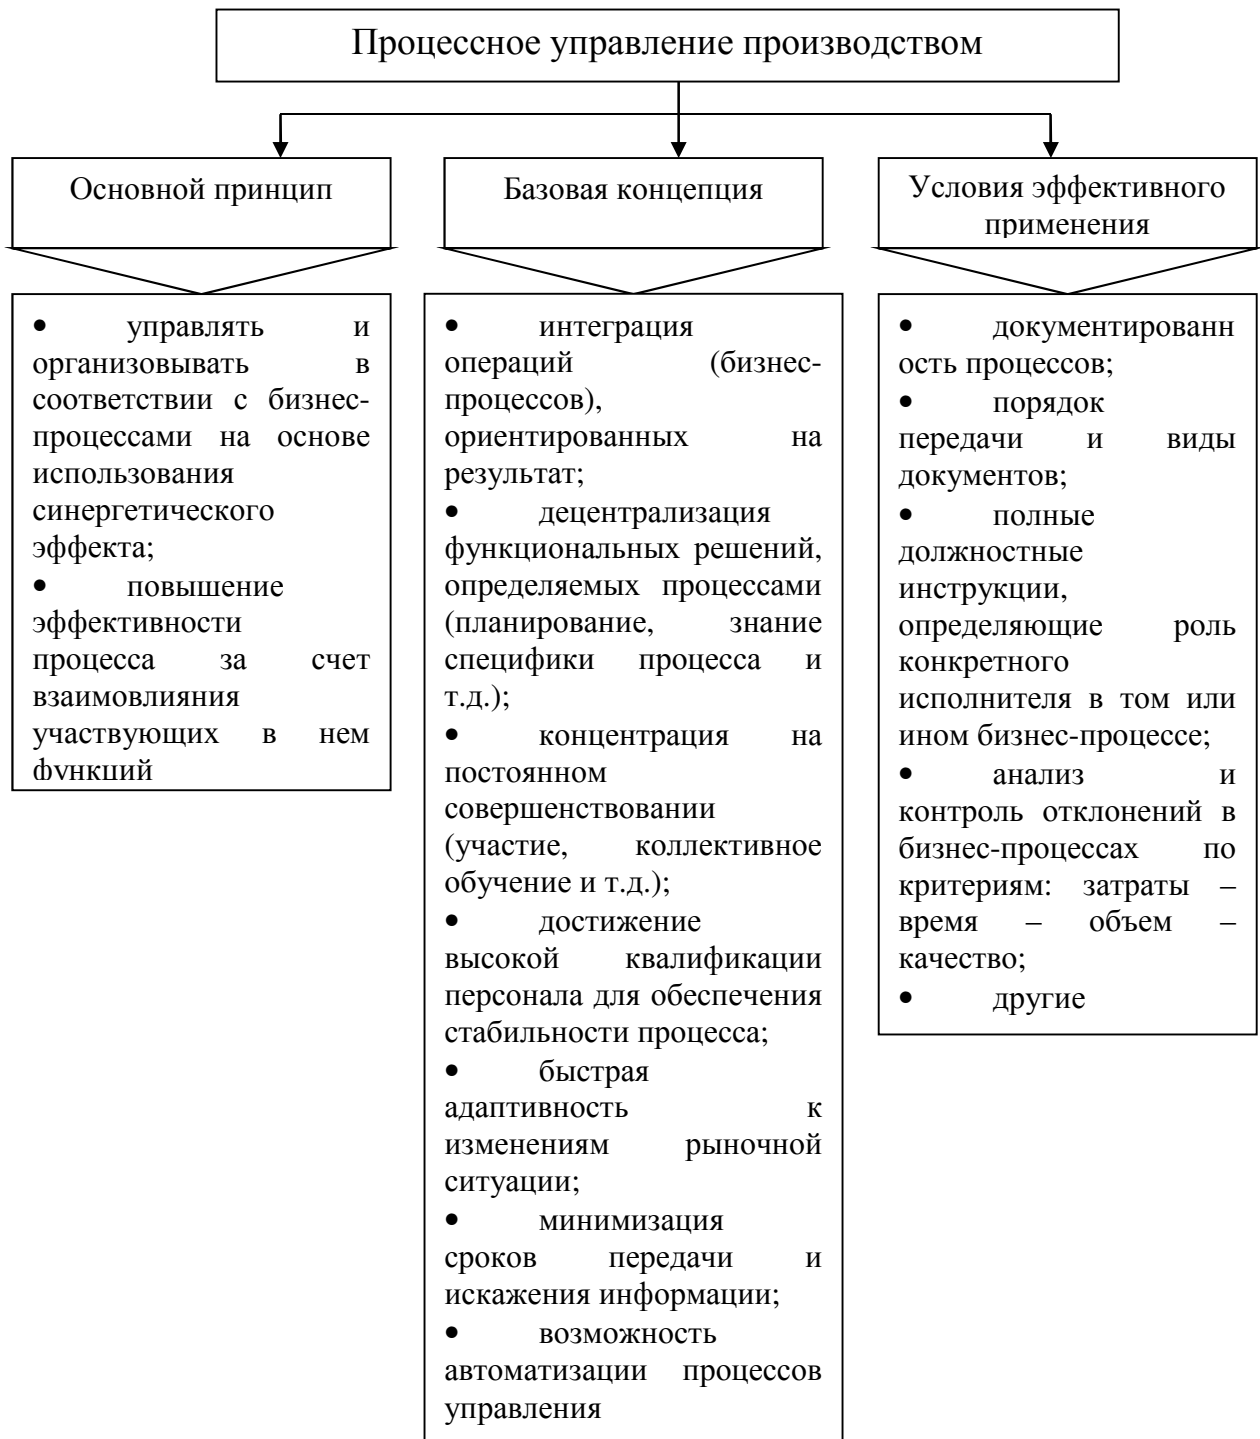 Процессное управление производством
Основной принцип
• управлять и
организовывать в
соответствии с бизнес-
процессами на основе
использования
синергетического
эффекта;
• повышение
эффективности
процесса за счет
взаимовлияния
участвующих в нем
функций
Базовая концепция
• интеграция
операций (бизнес-
процессов),
ориентированных на
результат;
• децентрализация
функциональных решений,
определяемых процессами
(планирование, знание
специфики процесса и
т.д.);
• концентрация на
постоянном
совершенствовании
(участие, коллективное
обучение и т.д.);
• достижение
высокой квалификации
персонала для обеспечения
стабильности процесса;
• быстрая
адаптивность к
изменениям рыночной
ситуации;
• минимизация
сроков передачи и
искажения информации;
• возможность
автоматизации процессов
управления
Условия эффективного
применения
• документированн
ость процессов;
• порядок
передачи и виды
документов;
• полные
должностные
инструкции,
определяющие роль
конкретного
исполнителя в том или
ином бизнес-процессе;
• анализ и
контроль отклонений в
бизнес-процессах по
критериям: затраты –
время – объем –
качество;
• другие